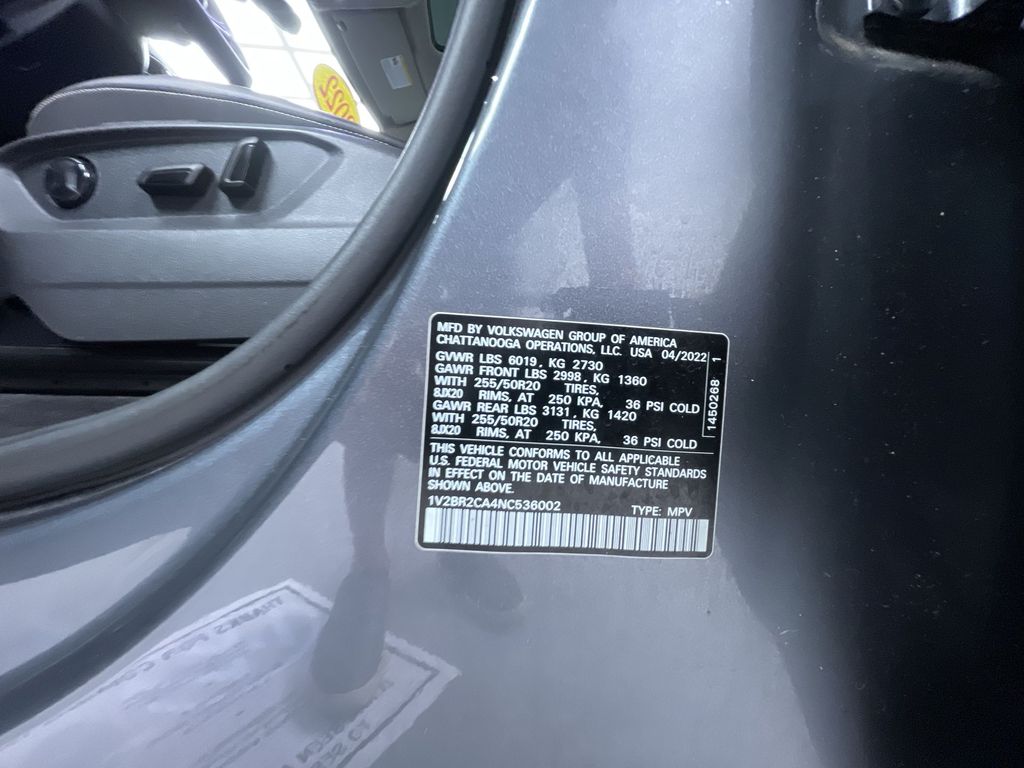 MFD BY VOLKSWAGEN GROUP OF AMERICA
CHATTANOOGA OPERATIONS, LLC. USA 04/2022
GVWR LBS 6019, KG 2730
GAWR FRONT LBS 2998, KG 1360
WITH 255/50R20 TIRES,
8JX20 RIMS, AT 250 KPA, 36 PSI COLD
GAWR REAR LBS 3131, KG 1420
WITH 255/50R20 TIRES,
8JX20 RIMS, AT 250 KPA, 36 PSI COLD
THIS VEHICLE CONFORMS TO ALL APPLICABLE
U.S. FEDERAL MOTOR VEHICLE SAFETY STANDARDS
IN EFFECT ON THE DATE OF MANUFACTURE
SHOWN ABOVE.
1V2BR2CA4NC536002 TYPE: MPV
1450268 1
THANKS FOR